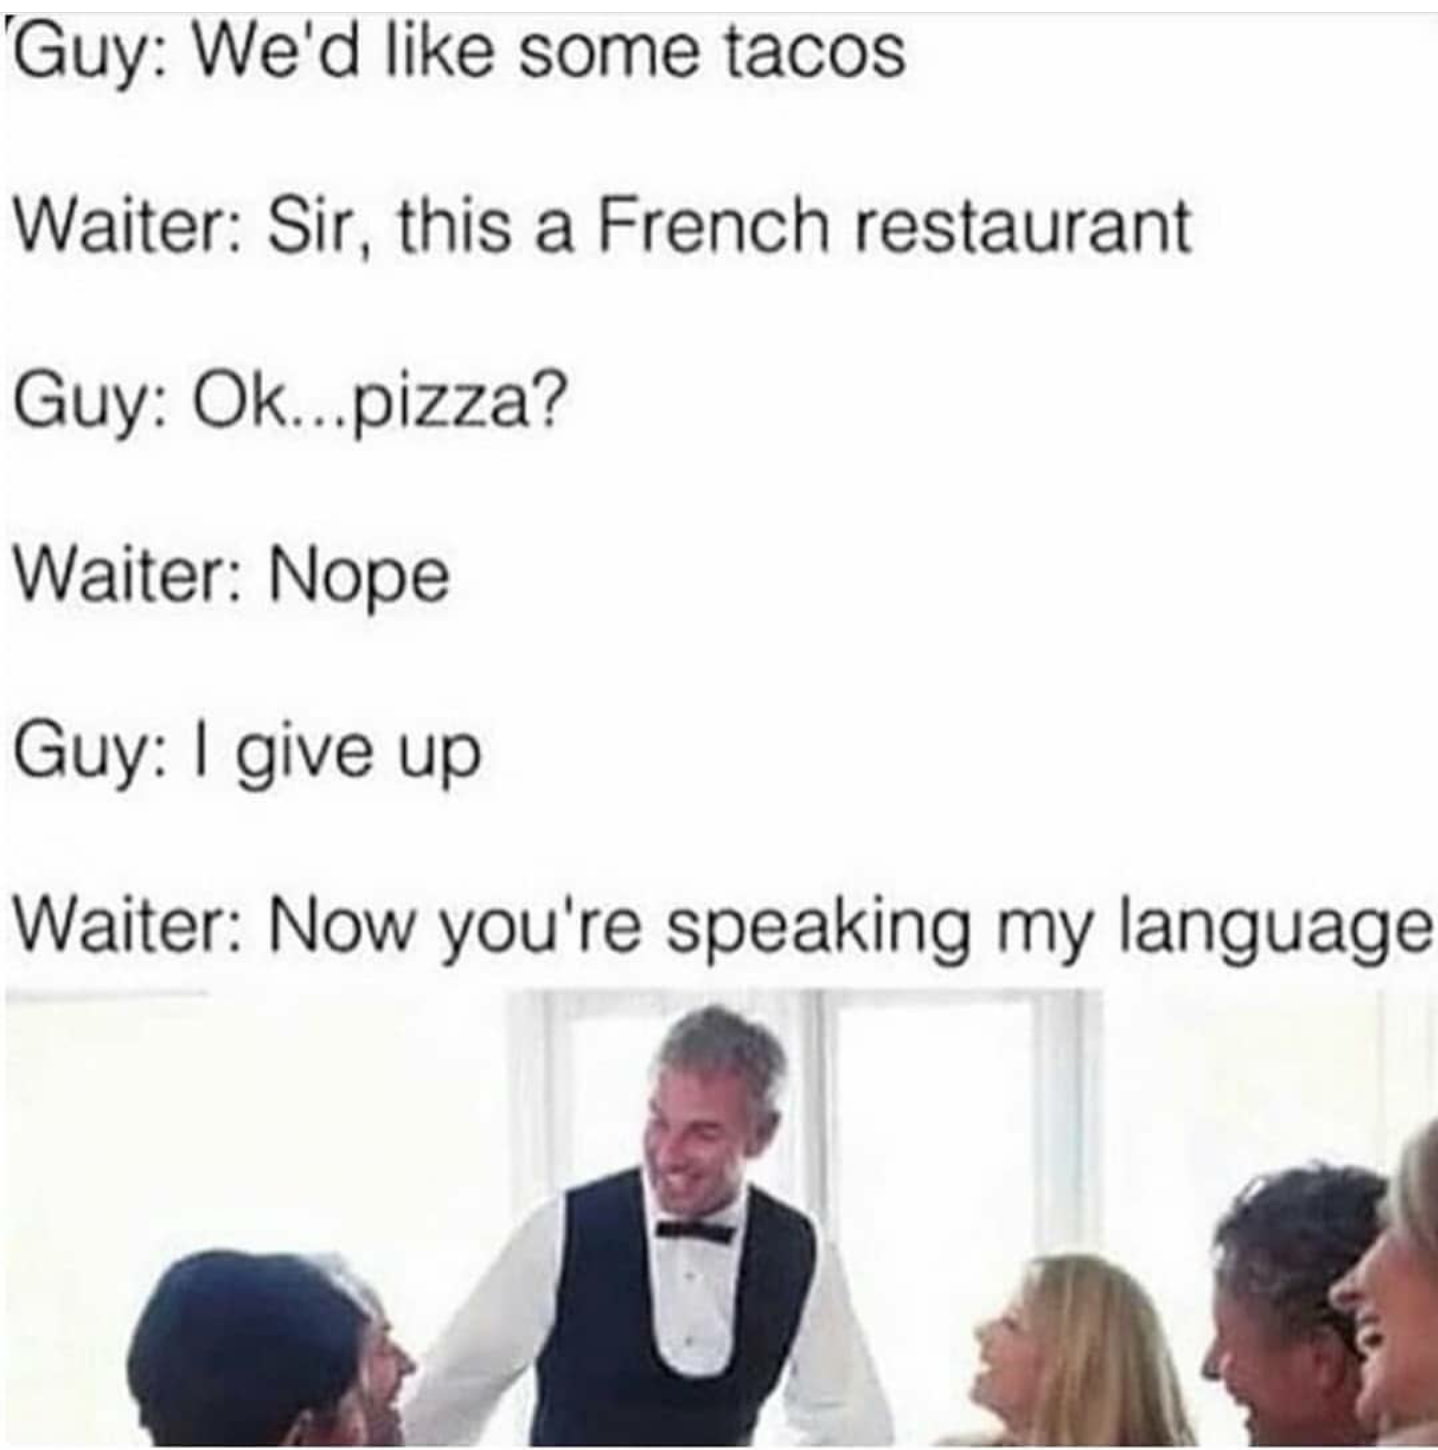 Guy: We'd like some tacos
Waiter: Sir, this a French restaurant
Guy: Ok...pizza?
Waiter: Nope
Guy: I give up
Waiter: Now you're speaking my language